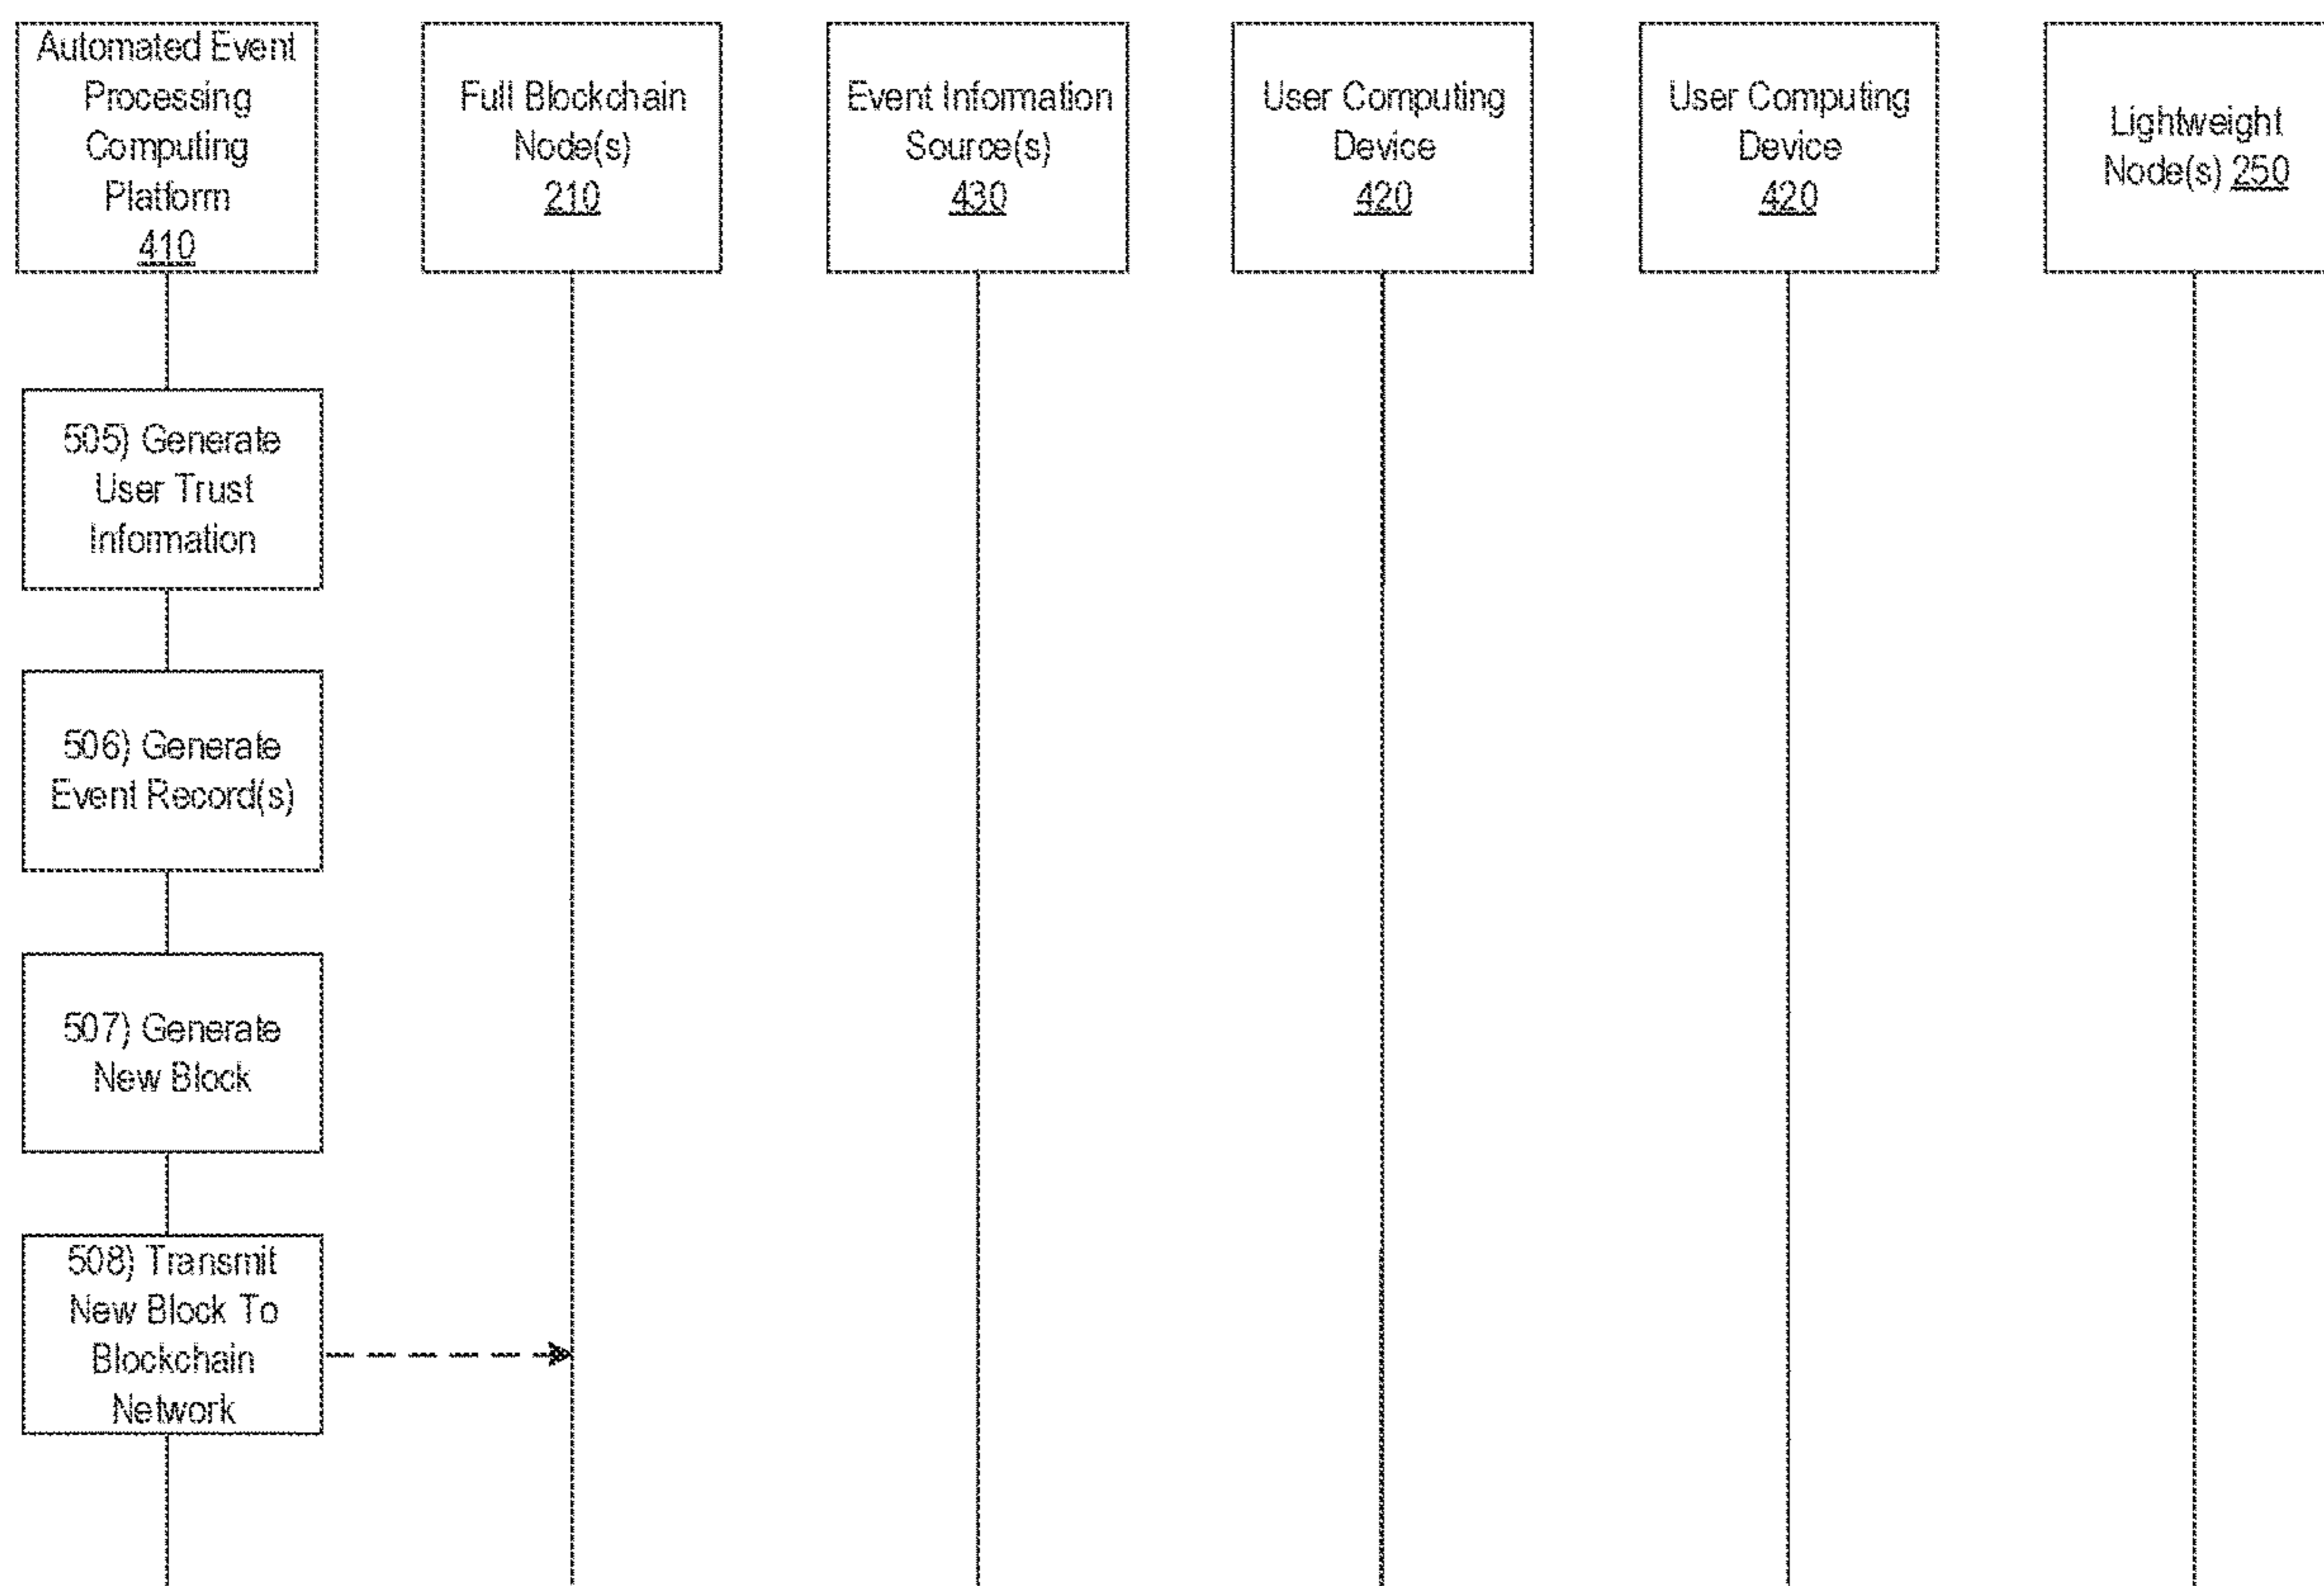 Automated Event
Processing
Computing
Platform
410
Full Blockchain
Node(s)
210
Event Information
Source(s)
430
User Computing
Device
420
User Computing
Device
420
Lightweight
Node(s) 250
505) Generate
User Trust
Information
506) Generate
Event Record(s)
507) Generate
New Block
508) Transmit
New Block To
Blockchain
Network